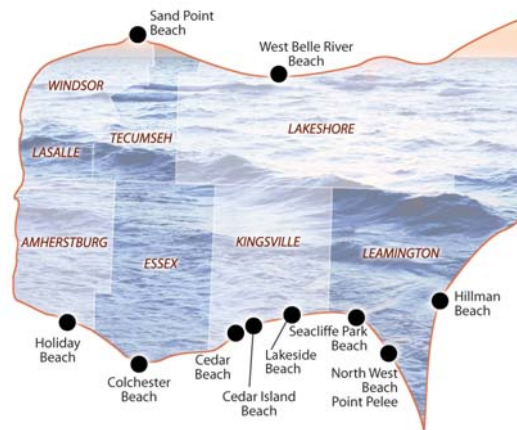 Sand Point
Beach
West Belle River
Beach
WINDSOR
TECUMSEH
LAKESHORE
LASALLE
AMHERSTBURG
ESSEX
KINGSVILLE
LEAMINGTON
Hillman
Beach
Holiday
Beach
Colchester
Beach
Cedar
Beach
Cedar Island
Beach
Lakeside
Beach
Seacliffe Park
Beach
North West
Beach
Point Pelee